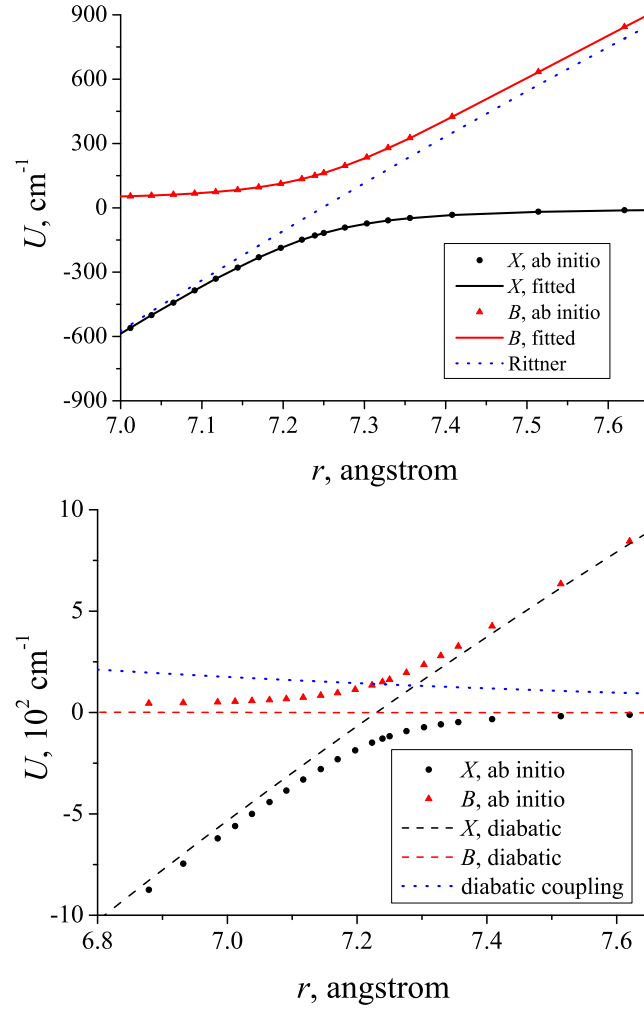 900
600
300
0
-300
-600
-900
U, cm⁻¹
X, ab initio
X, fitted
B, ab initio
B, fitted
Rittner
7.0 7.1 7.2 7.3 7.4 7.5 7.6
r, angstrom
10
5
0
-5
-10
U, 10² cm⁻¹
X, ab initio
B, ab initio
X, diabatic
B, diabatic
diabatic coupling
6.8 7.0 7.2 7.4 7.6
r, angstrom